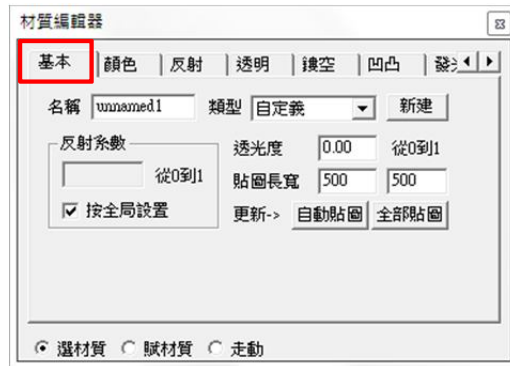 材質編輯器
基本 顏色 反射 透明 鏤空 凹凸
名稱 unnamed1 類型 自定義 新建
反射系數
從0到1
按全局設置
透光度 0.00 從0到1
貼圖長寬 500 500
更新-> 自動貼圖 全部貼圖
選材質 賦材質 走動